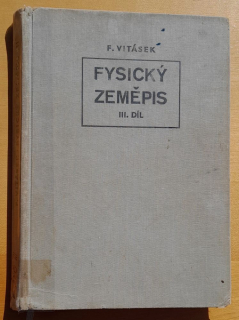 F. VITÁSEK
FYSICKÝ
ZEMĚPIS
III. DÍL